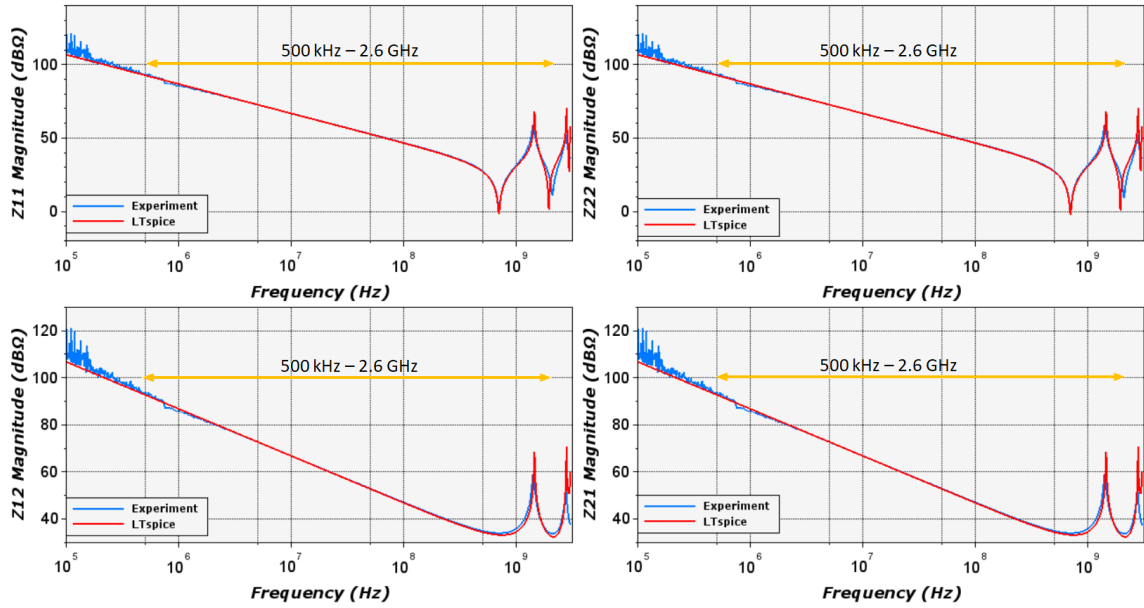 Z11 Magnitude (dBΩ)
100
50
0
500 kHz – 2.6 GHz
Experiment
LTspice
10^5 10^6 10^7 10^8 10^9
Frequency (Hz)
Z22 Magnitude (dBΩ)
100
50
0
500 kHz – 2.6 GHz
Experiment
LTspice
10^5 10^6 10^7 10^8 10^9
Frequency (Hz)
Z12 Magnitude (dBΩ)
120
100
80
60
40
500 kHz – 2.6 GHz
Experiment
LTspice
10^5 10^6 10^7 10^8 10^9
Frequency (Hz)
Z21 Magnitude (dBΩ)
120
100
80
60
40
500 kHz – 2.6 GHz
Experiment
LTspice
10^5 10^6 10^7 10^8 10^9
Frequency (Hz)